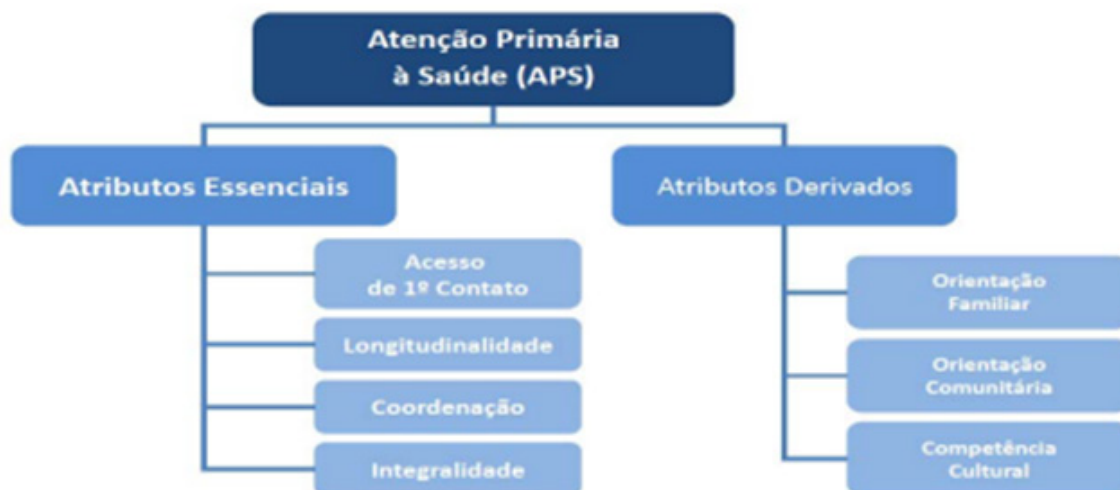 Atenção Primária
à Saúde (APS)
Atributos Essenciais
Acesso
de 1º Contato
Longitudinalidade
Coordenação
Integralidade
Atributos Derivados
Orientação
Familiar
Orientação
Comunitária
Competência
Cultural